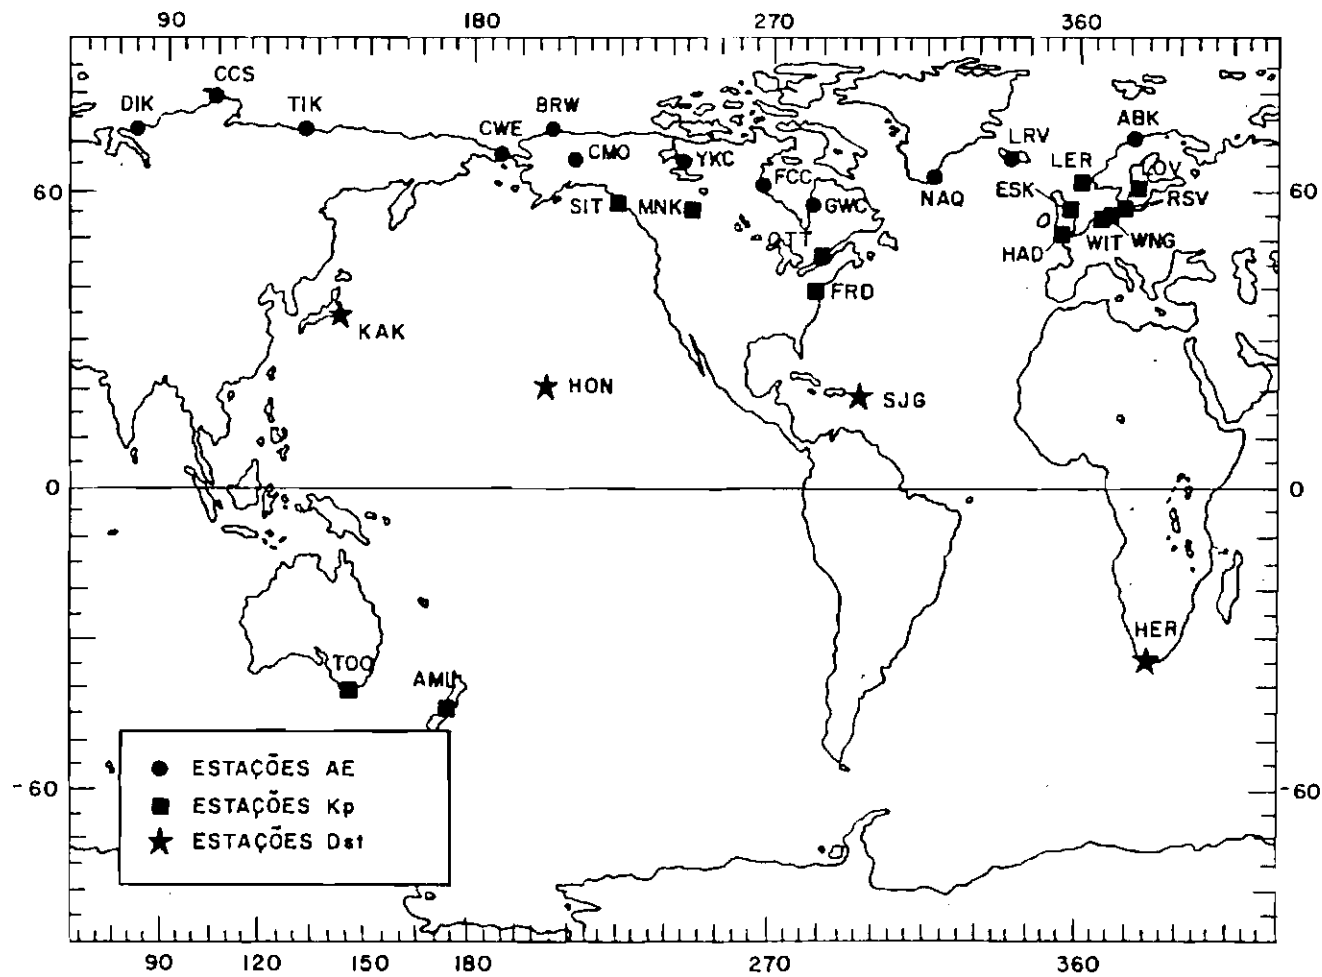 90 180 270 360
CCS
DIK TIK BRW ABK
CWE LRV
CMO YKC LER LOV
FCC
60 ESK 60
SIT MNK GWC NAQ RSV
OTT
HAD WIT WNG
FRD
KAK
HON SJG
0 0
HER
TOO
AML
ESTAÇÕES AE
-60 ESTAÇÕES Kp -60
ESTAÇÕES Dst
90 120 150 180 270 360